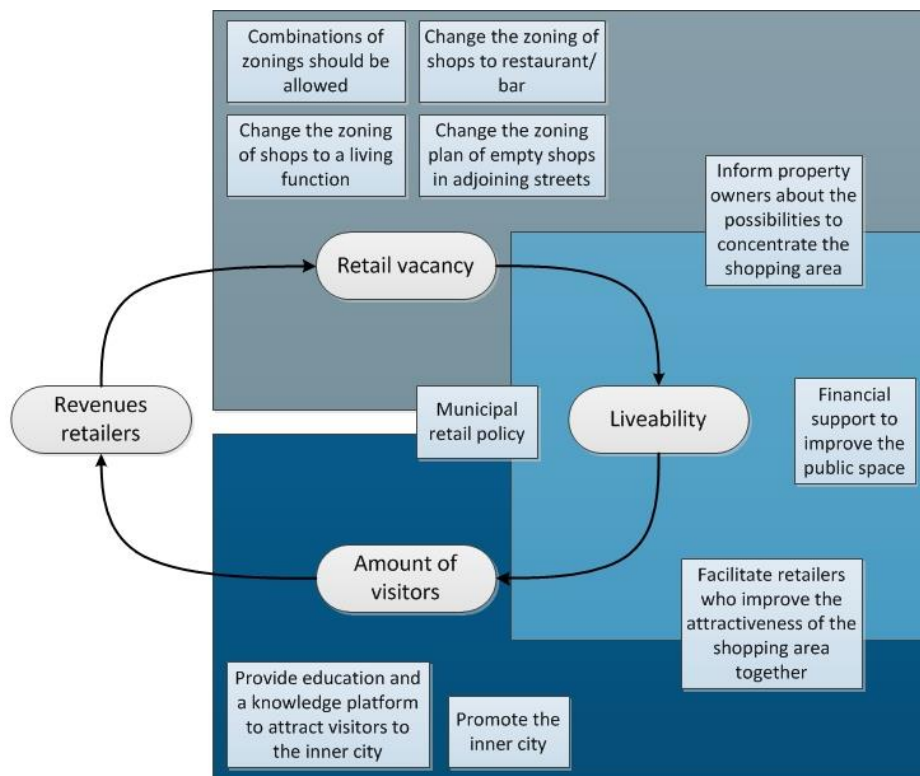 Combinations of
zonings should be
allowed
Change the zoning of
shops to restaurant/
bar
Change the zoning
of shops to a living
function
Change the zoning
plan of empty shops
in adjoining streets
Inform property
owners about the
possibilities to
concentrate the
shopping area
Retail vacancy
Revenues
retailers
Municipal
retail policy
Liveability
Financial
support to
improve the
public space
Amount of
visitors
Facilitate retailers
who improve the
attractiveness of the
shopping area
together
Provide education and
a knowledge platform
to attract visitors to
the inner city
Promote the
inner city